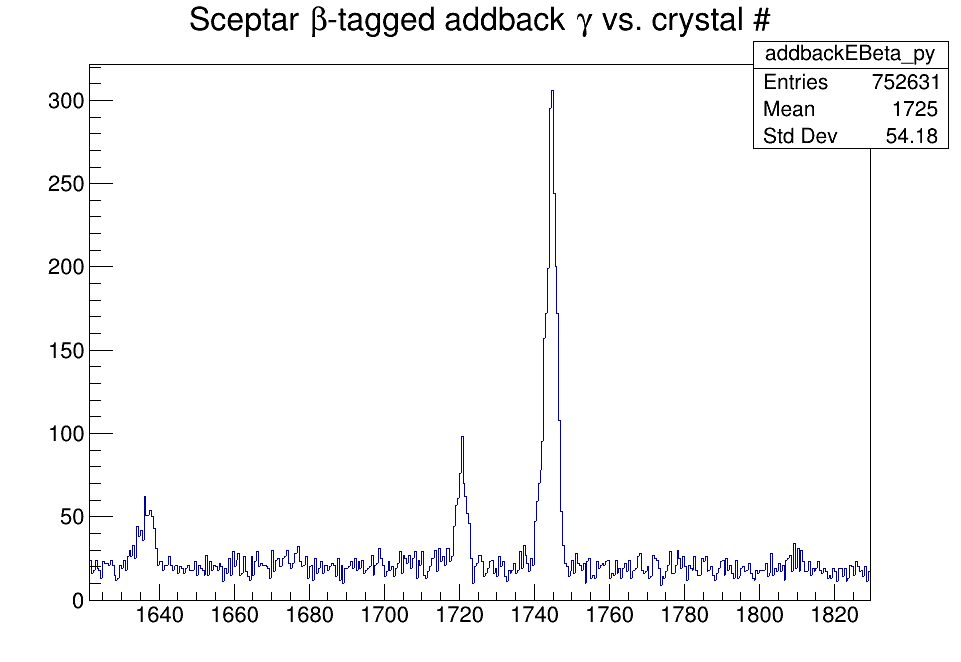 Sceptar β-tagged addback γ vs. crystal #
addbackEBeta_py
Entries 752631
Mean 1725
Std Dev 54.18
300
250
200
150
100
50
0
1640 1660 1680 1700 1720 1740 1760 1780 1800 1820